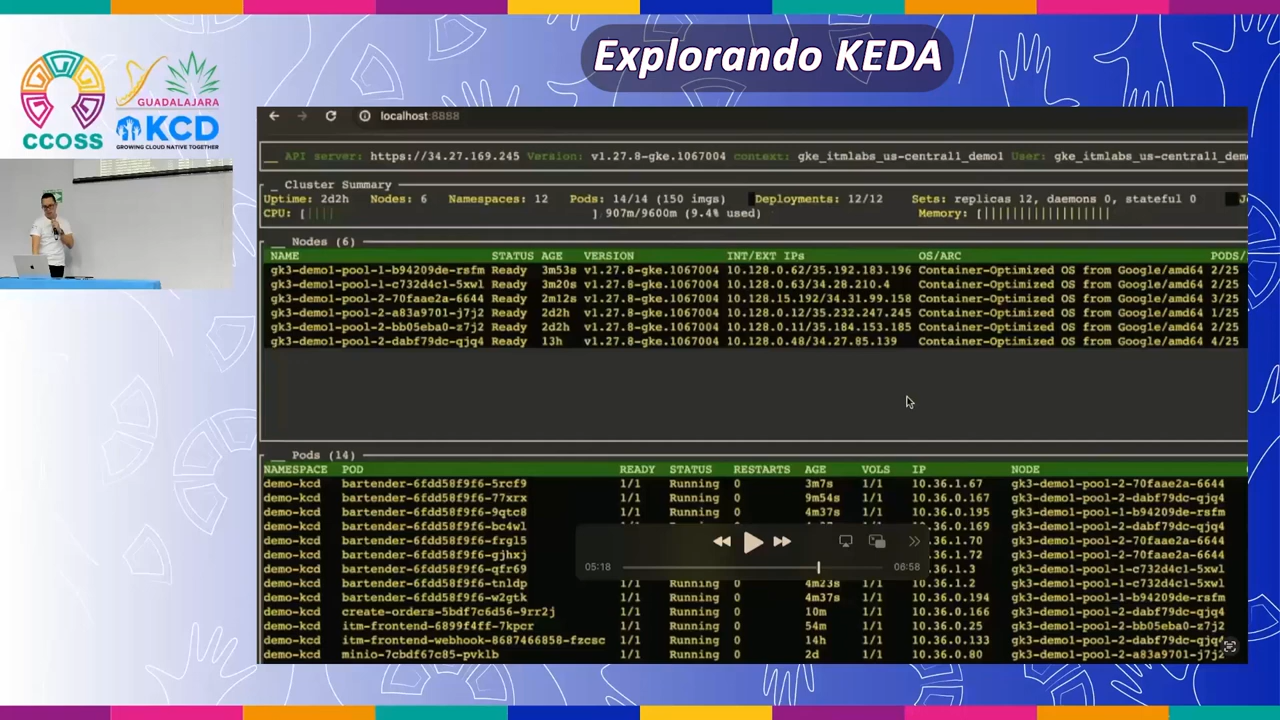 Explorando KEDA
CCOSS
GUADALAJARA
KCD
GROWING CLOUD NATIVE TOGETHER
localhost:8888
__ API server: https://34.27.169.245 Version: v1.27.8-gke.1067004 context: gke_itmlabs_us-central1_demo1 User: gke_itmlabs_us-central1_dem
_ Cluster Summary
Uptime: 2d2h Nodes: 6 Namespaces: 12 Pods: 14/14 (150 imgs) Deployments: 12/12 Sets: replicas 12, daemons 0, stateful 0
CPU: [|||| ] 907m/9600m (9.4% used) Memory: [||||||||||||||||||
__ Nodes (6)
NAME STATUS AGE VERSION INT/EXT IPs OS/ARC PODS/
gk3-demo1-pool-1-b94209de-rsfm Ready 3m53s v1.27.8-gke.1067004 10.128.0.62/35.192.183.196 Container-Optimized OS from Google/amd64 2/25
gk3-demo1-pool-1-c732d4c1-5xwl Ready 3m20s v1.27.8-gke.1067004 10.128.0.63/34.28.210.4 Container-Optimized OS from Google/amd64 2/25
gk3-demo1-pool-2-70faae2a-6644 Ready 2m12s v1.27.8-gke.1067004 10.128.15.192/34.31.99.158 Container-Optimized OS from Google/amd64 3/25
gk3-demo1-pool-2-a83a9701-j7j2 Ready 2d2h v1.27.8-gke.1067004 10.128.0.12/35.232.247.245 Container-Optimized OS from Google/amd64 1/25
gk3-demo1-pool-2-bb05eba0-z7j2 Ready 2d2h v1.27.8-gke.1067004 10.128.0.11/35.184.153.185 Container-Optimized OS from Google/amd64 2/25
gk3-demo1-pool-2-dabf79dc-qjq4 Ready 13h v1.27.8-gke.1067004 10.128.0.48/34.27.85.139 Container-Optimized OS from Google/amd64 4/25
__ Pods (14)
NAMESPACE POD READY STATUS RESTARTS AGE VOLS IP NODE
demo-kcd bartender-6fdd58f9f6-5rcf9 1/1 Running 0 3m7s 1/1 10.36.1.67 gk3-demo1-pool-2-70faae2a-6644
demo-kcd bartender-6fdd58f9f6-77xrx 1/1 Running 0 9m54s 1/1 10.36.0.167 gk3-demo1-pool-2-dabf79dc-qjq4
demo-kcd bartender-6fdd58f9f6-9qtc8 1/1 Running 0 4m37s 1/1 10.36.0.195 gk3-demo1-pool-1-b94209de-rsfm
demo-kcd bartender-6fdd58f9f6-bc4wl 1/1 .36.0.169 gk3-demo1-pool-2-dabf79dc-qjq4
demo-kcd bartender-6fdd58f9f6-frgl5 .1.70 gk3-demo1-pool-2-70faae2a-6644
demo-kcd bartender-6fdd58f9f6-gjhxj .1.72 gk3-demo1-pool-2-70faae2a-6644
demo-kcd bartender-6fdd58f9f6-qfr69 .1.3 gk3-demo1-pool-1-c732d4c1-5xwl
05:18 06:58
demo-kcd bartender-6fdd58f9f6-tnldp 1/1 Running 0 4m23s 1/1 10.36.1.2 gk3-demo1-pool-1-c732d4c1-5xwl
demo-kcd bartender-6fdd58f9f6-w2gtk 1/1 Running 0 4m37s 1/1 10.36.0.194 gk3-demo1-pool-1-b94209de-rsfm
demo-kcd create-orders-5bdf7c6d56-9rr2j 1/1 Running 0 10m 1/1 10.36.0.166 gk3-demo1-pool-2-dabf79dc-qjq4
demo-kcd itm-frontend-6899f4ff-7kpcr 1/1 Running 0 54m 1/1 10.36.0.25 gk3-demo1-pool-2-bb05eba0-z7j2
demo-kcd itm-frontend-webhook-8687466858-fzcsc 1/1 Running 0 14h 1/1 10.36.0.133 gk3-demo1-pool-2-dabf79dc-qjq4
demo-kcd minio-7cbdf67c85-pvklb 1/1 Running 0 2d 1/1 10.36.0.80 gk3-demo1-pool-2-a83a9701-j7j2